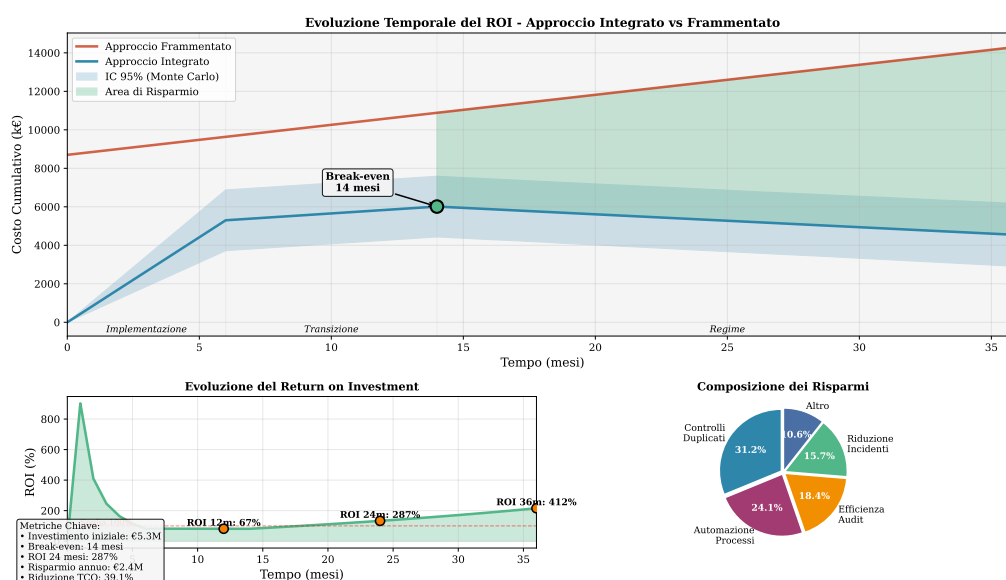 Evoluzione Temporale del ROI - Approccio Integrato vs Frammentato
Costo Cumulativo (k€)
14000
12000
10000
8000
6000
4000
2000
0
Approccio Frammentato
Approccio Integrato
IC 95% (Monte Carlo)
Area di Risparmio
Break-even
14 mesi
Implementazione
Transizione
Regime
0
5
10
15
20
25
30
35
Tempo (mesi)
Evoluzione del Return on Investment
ROI (%)
800
600
400
200
ROI 12m: 67%
ROI 24m: 287%
ROI 36m: 412%
10
15
20
25
30
35
Tempo (mesi)
Metriche Chiave:
• Investimento iniziale: €5.3M
• Break-even: 14 mesi
• ROI 24 mesi: 287%
• Risparmio annuo: €2.4M
• Riduzione TCO: 39.1%
Composizione dei Risparmi
Altro
10.6%
Controlli
Duplicati
31.2%
Riduzione
Incidenti
15.7%
18.4%
Efficienza
Audit
24.1%
Automazione
Processi